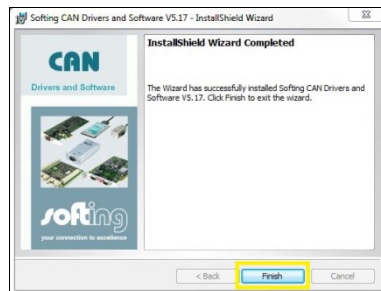 Softing CAN Drivers and Software V5.17 - InstallShield Wizard
InstallShield Wizard Completed
CAN
Drivers and Software
The Wizard has successfully installed Softing CAN Drivers and
Software V5.17. Click Finish to exit the wizard.
softing
your connection to excellence
< Back
Finish
Cancel